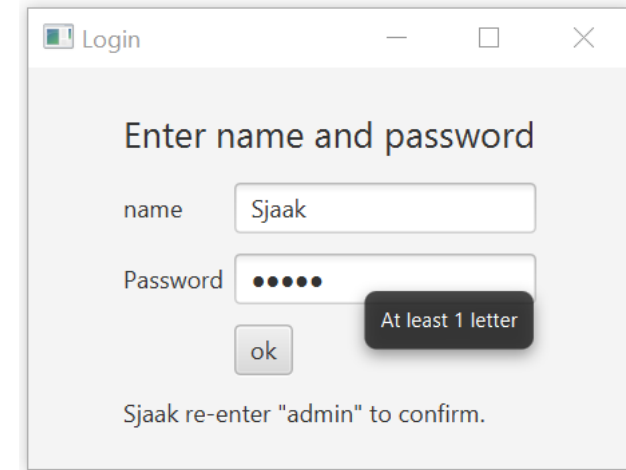 Login
Enter name and password
name Sjaak
Password ●●●●●
At least 1 letter
ok
Sjaak re-enter "admin" to confirm.